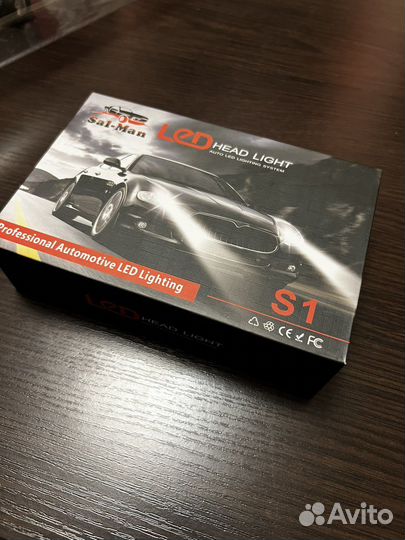 Sal-Man
LED HEAD LIGHT
AUTO LED LIGHTING SYSTEM
Professional Automotive LED Lighting
S1
CE FC
LED HEAD LIGHT
Avito